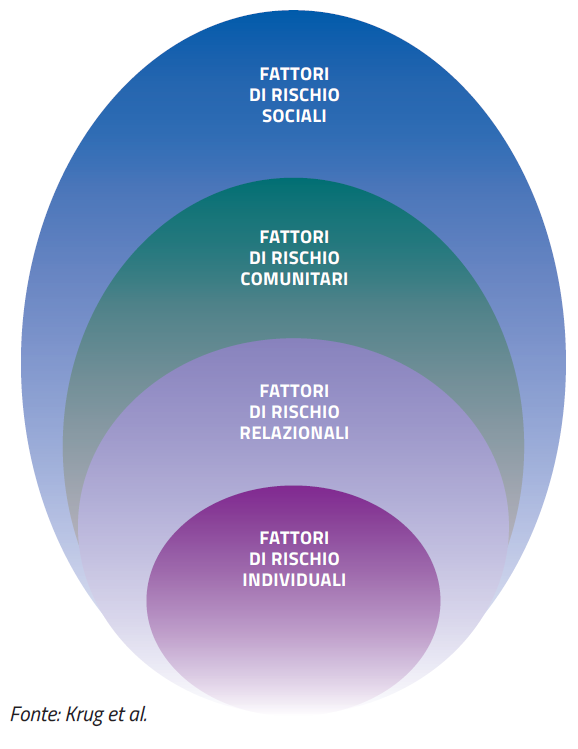 FATTORI
DI RISCHIO
SOCIALI
FATTORI
DI RISCHIO
COMUNITARI
FATTORI
DI RISCHIO
RELAZIONALI
FATTORI
DI RISCHIO
INDIVIDUALI
Fonte: Krug et al.